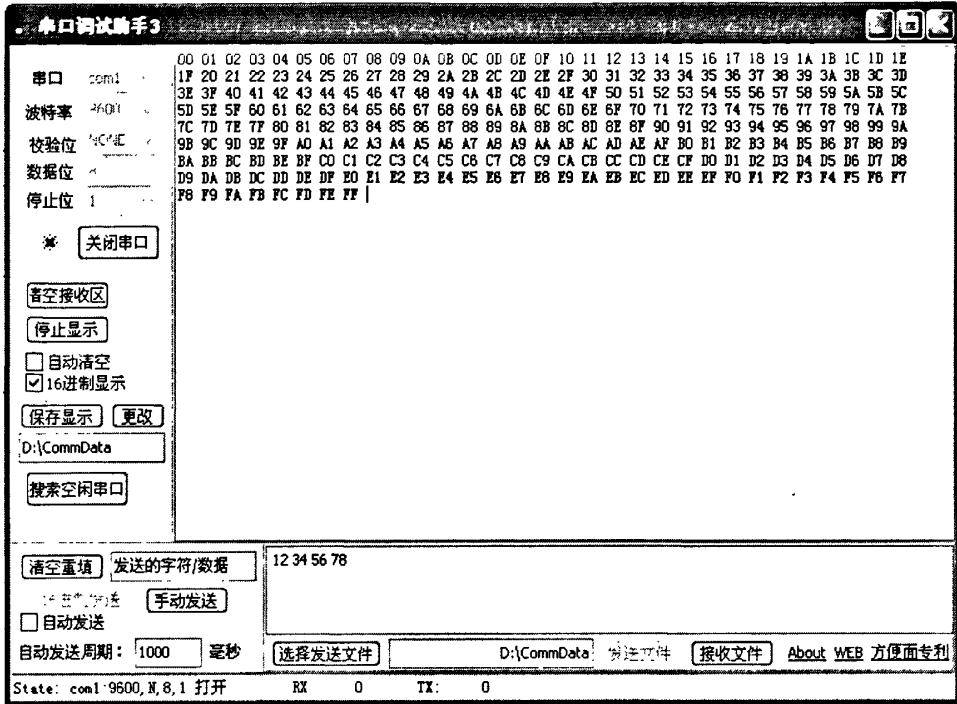 串口调试助手3
串口 com1
波特率 9600
校验位 NONE
数据位
停止位 1
关闭串口
清空接收区
停止显示
自动清空
16进制显示
保存显示 更改
D:\CommData
搜索空闲串口
00 01 02 03 04 05 06 07 08 09 0A 0B 0C 0D 0E 0F 10 11 12 13 14 15 16 17 18 19 1A 1B 1C 1D 1E
1F 20 21 22 23 24 25 26 27 28 29 2A 2B 2C 2D 2E 2F 30 31 32 33 34 35 36 37 38 39 3A 3B 3C 3D
3E 3F 40 41 42 43 44 45 46 47 48 49 4A 4B 4C 4D 4E 4F 50 51 52 53 54 55 56 57 58 59 5A 5B 5C
5D 5E 5F 60 61 62 63 64 65 66 67 68 69 6A 6B 6C 6D 6E 6F 70 71 72 73 74 75 76 77 78 79 7A 7B
7C 7D 7E 7F 80 81 82 83 84 85 86 87 88 89 8A 8B 8C 8D 8E 8F 90 91 92 93 94 95 96 97 98 99 9A
9B 9C 9D 9E 9F A0 A1 A2 A3 A4 A5 A6 A7 A8 A9 AA AB AC AD AE AF B0 B1 B2 B3 B4 B5 B6 B7 B8 B9
BA BB BC BD BE BF C0 C1 C2 C3 C4 C5 C6 C7 C8 C9 CA CB CC CD CE CF D0 D1 D2 D3 D4 D5 D6 D7 D8
D9 DA DB DC DD DE DF E0 E1 E2 E3 E4 E5 E6 E7 E8 E9 EA EB EC ED EE EF F0 F1 F2 F3 F4 F5 F6 F7
F8 F9 FA FB FC FD FE FF
清空重填 发送的字符/数据
手动发送
自动发送
自动发送周期: 1000 毫秒
12 34 56 78
选择发送文件 D:\CommData 发送文件 接收文件 About WEB 方便面专利
State: com1 9600,N,8,1 打开 RX 0 TX: 0